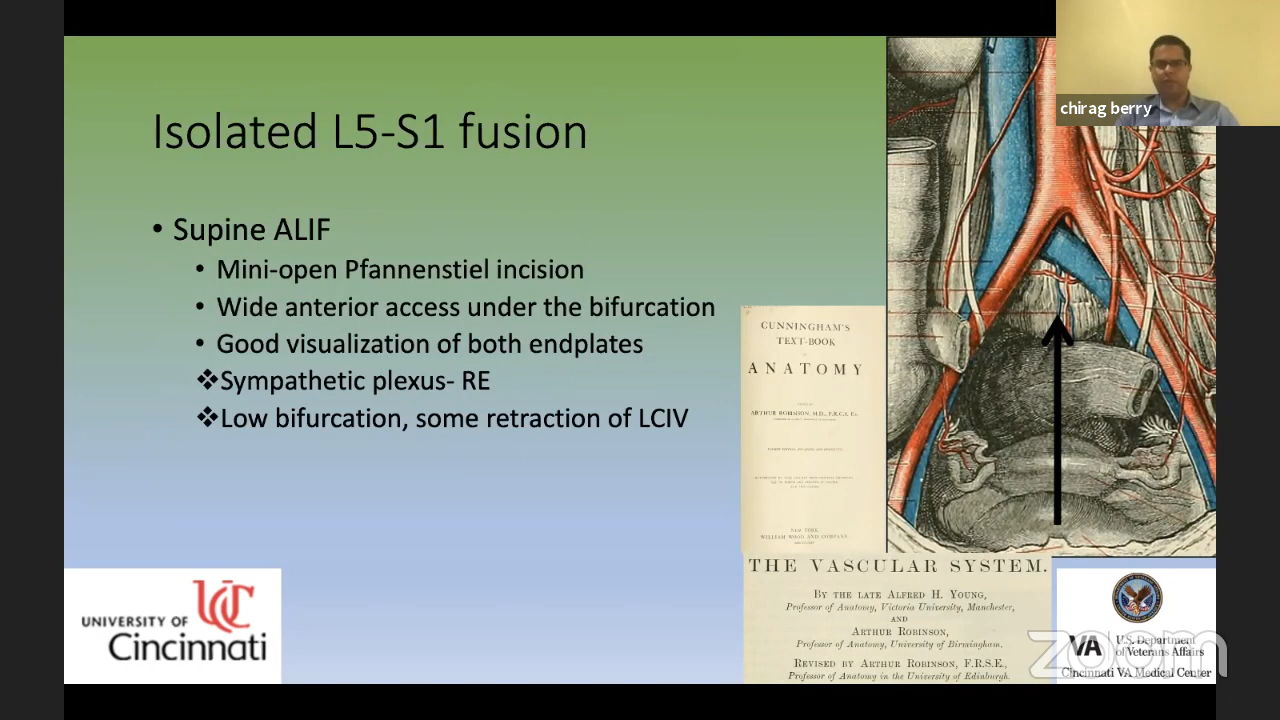 chirag berry
Isolated L5-S1 fusion
• Supine ALIF
• Mini-open Pfannenstiel incision
• Wide anterior access under the bifurcation
• Good visualization of both endplates
❖Sympathetic plexus- RE
❖Low bifurcation, some retraction of LCIV
CUNNINGHAM'S
TEXT-BOOK
OF
ANATOMY
ARTHUR ROBINSON, M.D., F.R.C.S. Ed.
NEW YORK
WILLIAM WOOD AND COMPANY
THE VASCULAR SYSTEM.
By the late Alfred H. Young,
Professor of Anatomy, Victoria University, Manchester,
AND
Arthur Robinson,
Professor of Anatomy, University of Birmingham.
Revised by Arthur Robinson, F.R.S.E.,
Professor of Anatomy in the University of Edinburgh.
UC
UNIVERSITY OF
Cincinnati
VA
U.S. Department
of Veterans Affairs
Cincinnati VA Medical Center
zoom